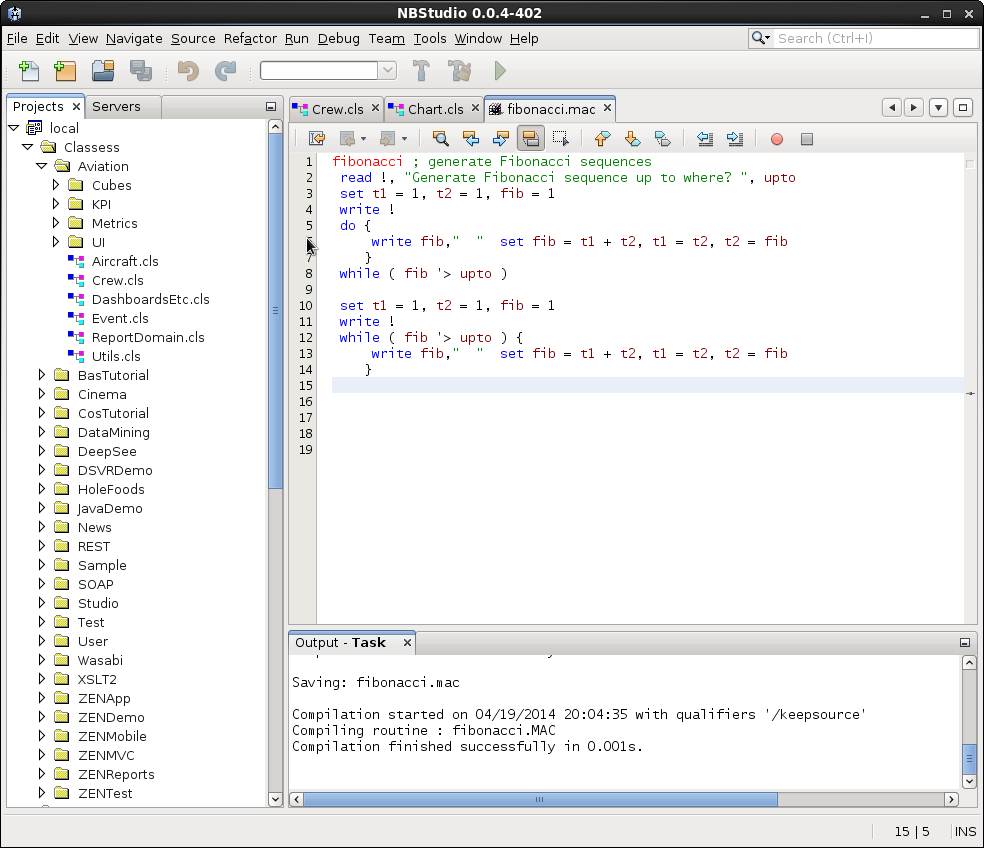 NBStudio 0.0.4-402
File Edit View Navigate Source Refactor Run Debug Team Tools Window Help
Search (Ctrl+I)
Projects
Servers
local
Classess
Aviation
Cubes
KPI
Metrics
UI
Aircraft.cls
Crew.cls
DashboardsEtc.cls
Event.cls
ReportDomain.cls
Utils.cls
BasTutorial
Cinema
CosTutorial
DataMining
DeepSee
DSVRDemo
HoleFoods
JavaDemo
News
REST
Sample
SOAP
Studio
Test
User
Wasabi
XSLT2
ZENApp
ZENDemo
ZENMobile
ZENMVC
ZENReports
ZENTest
Crew.cls
Chart.cls
fibonacci.mac
1 fibonacci ; generate Fibonacci sequences
2 read !, "Generate Fibonacci sequence up to where? ", upto
3 set t1 = 1, t2 = 1, fib = 1
4 write !
5 do {
write fib,"  "  set fib = t1 + t2, t1 = t2, t2 = fib
7 }
8 while ( fib '> upto )
9
10 set t1 = 1, t2 = 1, fib = 1
11 write !
12 while ( fib '> upto ) {
13 write fib,"  "  set fib = t1 + t2, t1 = t2, t2 = fib
14 }
15
16
17
18
19
Output - Task
Saving: fibonacci.mac
Compilation started on 04/19/2014 20:04:35 with qualifiers '/keepsource'
Compiling routine : fibonacci.MAC
Compilation finished successfully in 0.001s.
15 | 5
INS